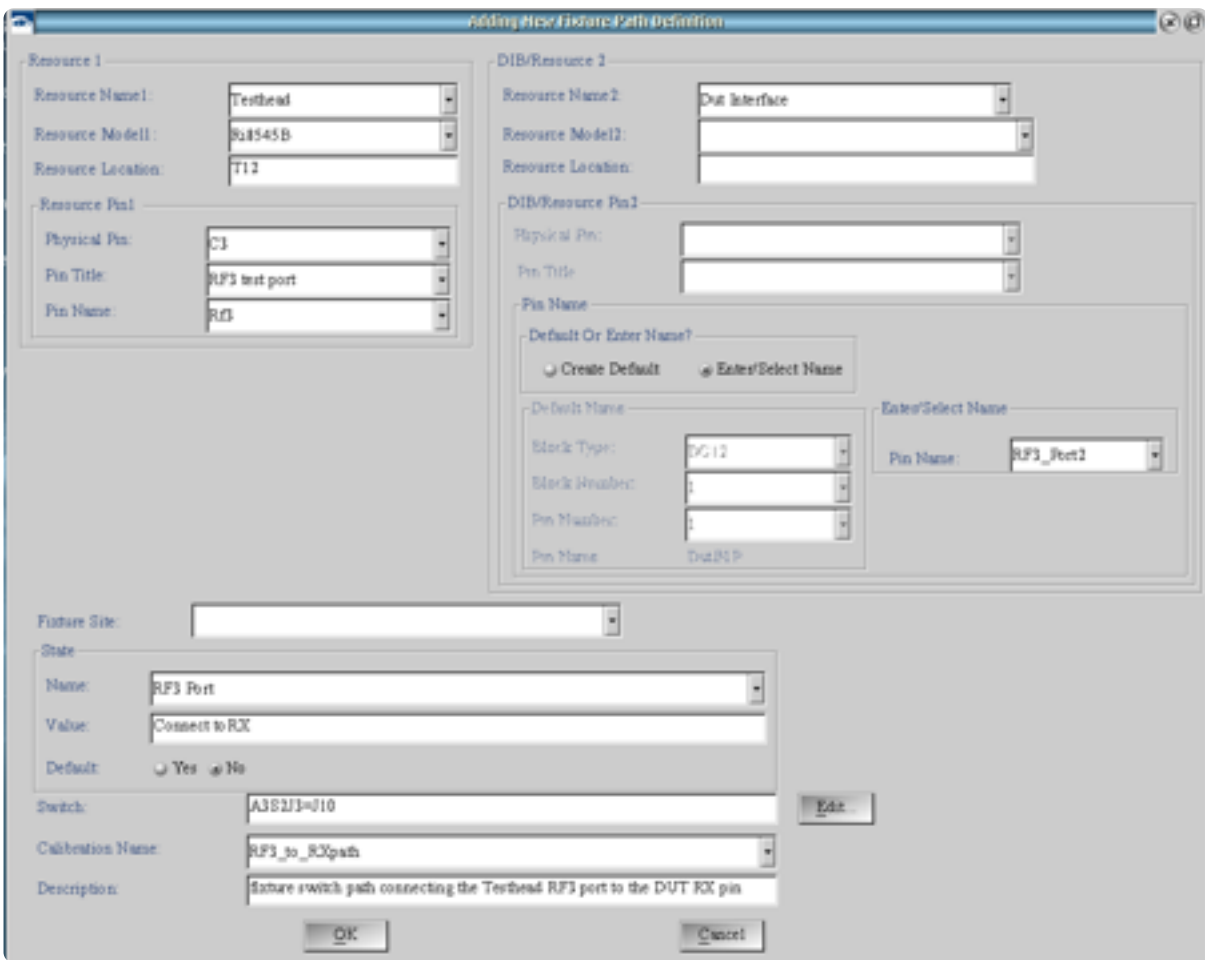 Adding New Fixture Path Definition
Resource 1
Resource Name1: Testhead
Resource Model1:
Resource Location: T12
Resource Pin1
Physical Pin: C3
Pin Title: RF3 test port
Pin Name: Rf3
DIB/Resource 2
Resource Name2: Dut Interface
Resource Model2:
Resource Location:
DIB/Resource Pin2
Physical Pin:
Pin Title
Pin Name
Default Or Enter Name?
Create Default Enter/Select Name
Default Name
Block Type: DG12
Block Number: 1
Pin Number: 1
Pin Name
Enter/Select Name
Pin Name: RF3_Port2
Fixture Site:
State
Name: RF3 Port
Value: Connect to RX
Default: Yes No
Switch: A3S2J3=J10 Edit...
Calibration Name: RF3_to_RXpath
Description: fixture switch path connecting the Testhead RF3 port to the DUT RX pin
OK Cancel